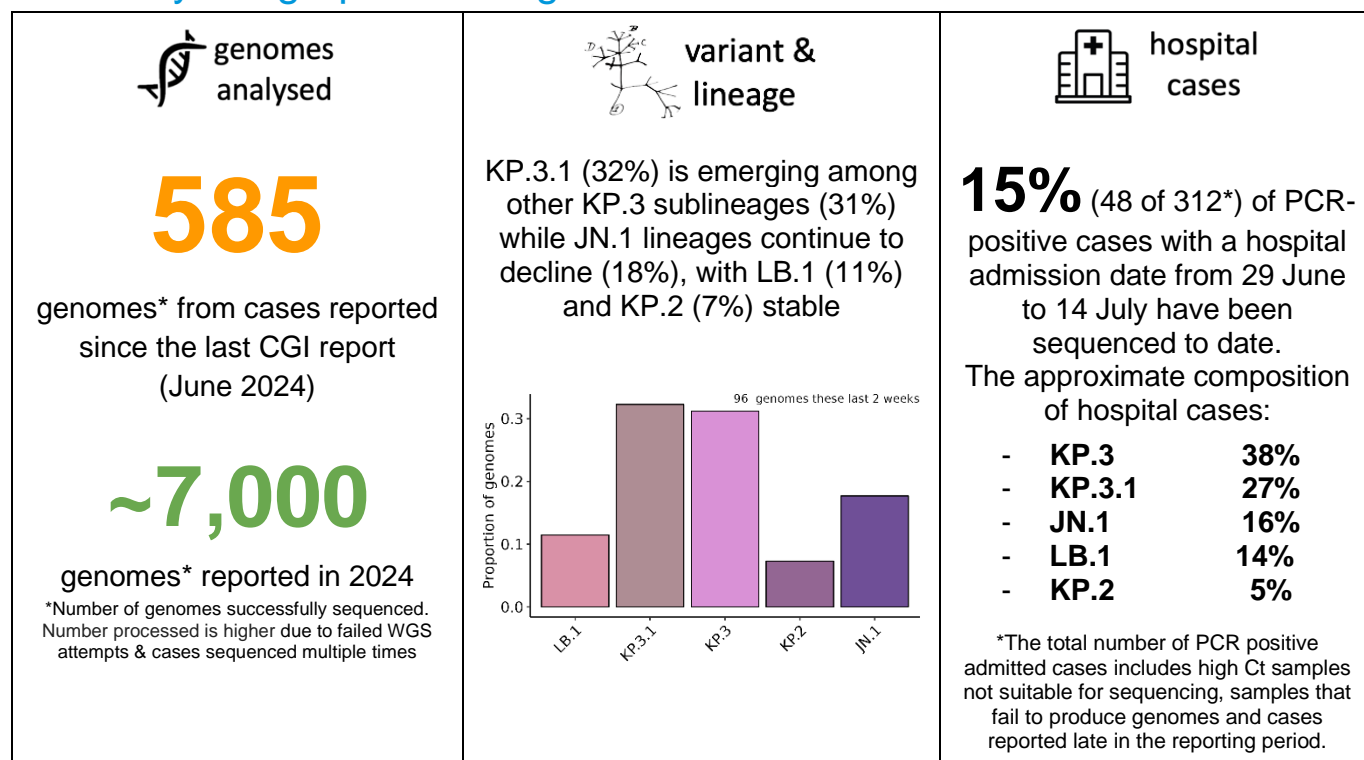 genomes
analysed
585
genomes* from cases reported
since the last CGI report
(June 2024)
~7,000
genomes* reported in 2024
*Number of genomes successfully sequenced.
Number processed is higher due to failed WGS
attempts & cases sequenced multiple times
variant &
lineage
KP.3.1 (32%) is emerging among
other KP.3 sublineages (31%)
while JN.1 lineages continue to
decline (18%), with LB.1 (11%)
and KP.2 (7%) stable
96 genomes these last 2 weeks
Proportion of genomes
0.3
0.2
0.1
0.0
LB.1
KP.3.1
KP.3
KP.2
JN.1
hospital
cases
15% (48 of 312*) of PCR-
positive cases with a hospital
admission date from 29 June
to 14 July have been
sequenced to date.
The approximate composition
of hospital cases:
- KP.3 38%
- KP.3.1 27%
- JN.1 16%
- LB.1 14%
- KP.2 5%
*The total number of PCR positive
admitted cases includes high Ct samples
not suitable for sequencing, samples that
fail to produce genomes and cases
reported late in the reporting period.